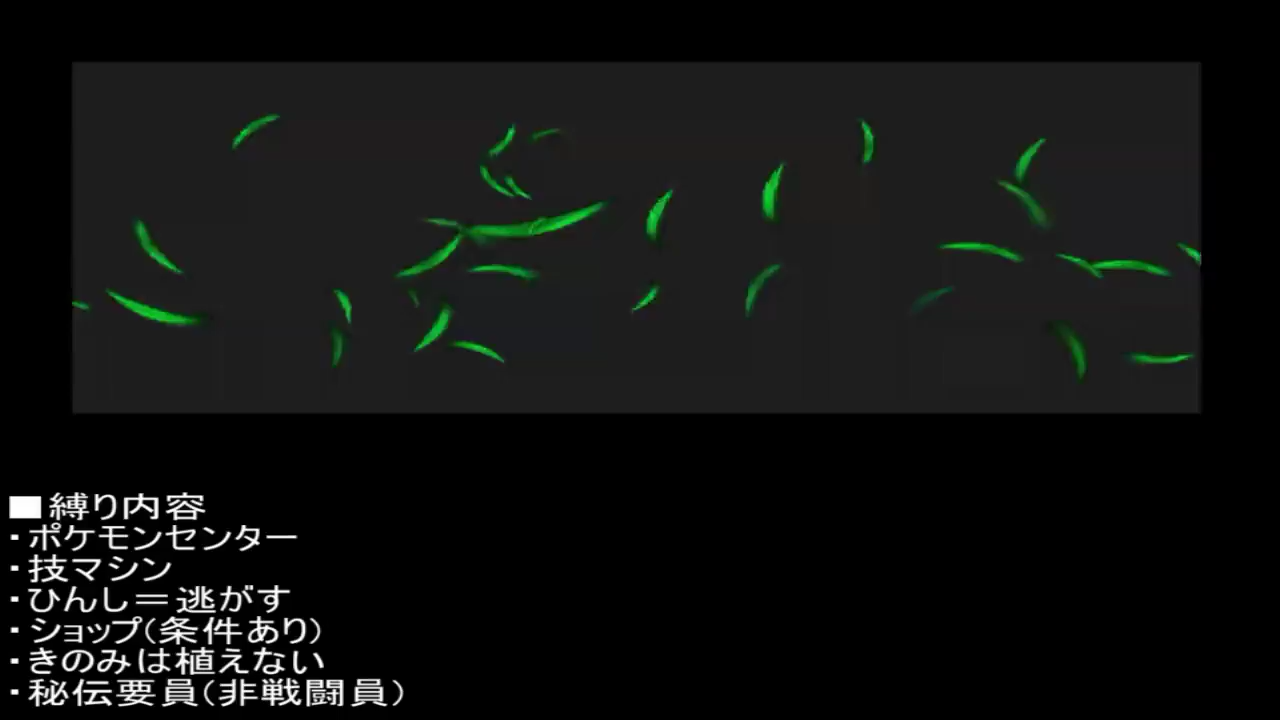 ■縛り内容
・ポケモンセンター
・技マシン
・ひんし＝逃がす
・ショップ(条件あり)
・きのみは植えない
・秘伝要員(非戦闘員)